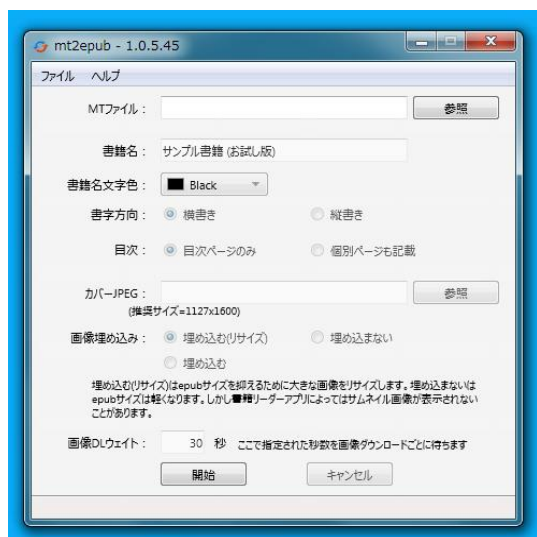 mt2epub - 1.0.5.45
ファイル ヘルプ
MTファイル : 参照
書籍名 : サンプル書籍 (お試し版)
書籍名文字色 : Black
書字方向 : 横書き 縦書き
目次 : 目次ページのみ 個別ページも記載
カバーJPEG : 参照
(推奨サイズ=1127x1600)
画像埋め込み : 埋め込む(リサイズ) 埋め込まない
埋め込む
埋め込む(リサイズ)はepubサイズを抑えるために大きな画像をリサイズします。埋め込まないは
epubサイズは軽くなります。しかし書籍リーダーアプリによってはサムネイル画像が表示されない
ことがあります。
画像DLウェイト : 30 秒 ここで指定された秒数を画像ダウンロードごとに待ちます
開始 キャンセル